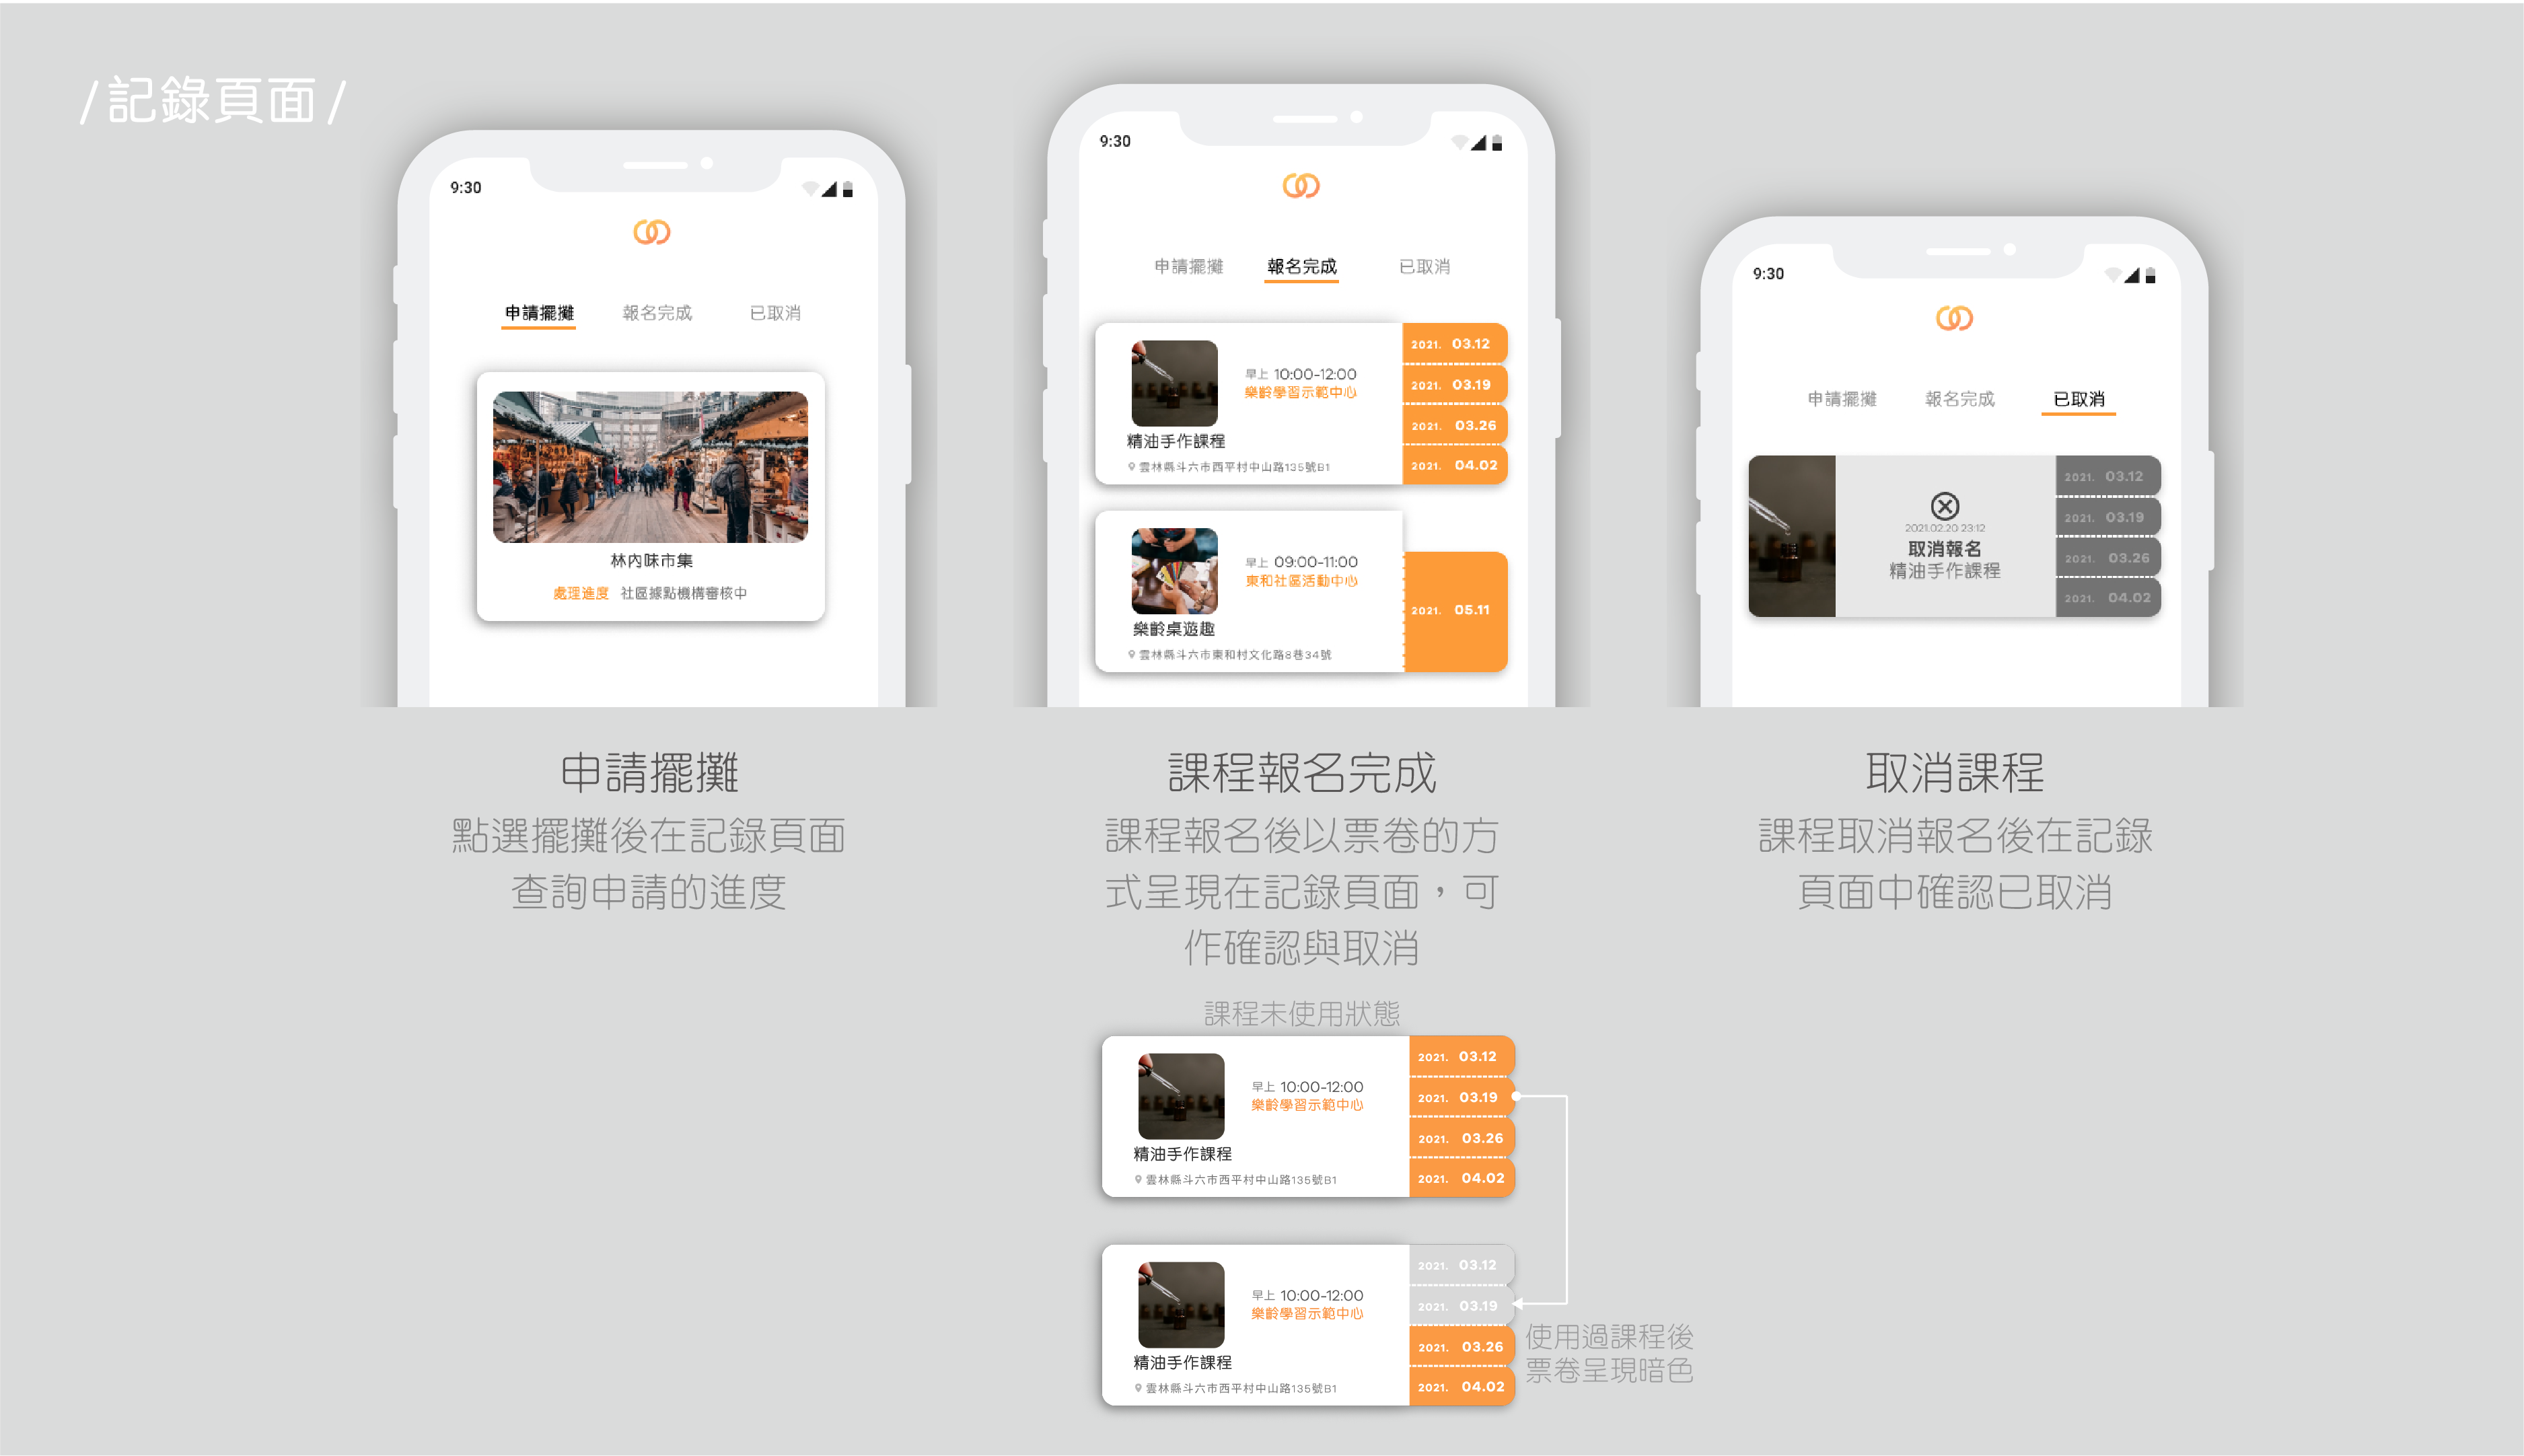 /記錄頁面/
9:30
申請擺攤 報名完成 已取消
林內味市集
處理進度 社區據點機構審核中
申請擺攤
點選擺攤後在記錄頁面
查詢申請的進度
9:30
申請擺攤 報名完成 已取消
早上 10:00-12:00
樂齡學習示範中心
精油手作課程
雲林縣斗六市西平村中山路135號B1
2021. 03.12
2021. 03.19
2021. 03.26
2021. 04.02
早上 09:00-11:00
東和社區活動中心
樂齡桌遊趣
雲林縣斗六市東和村文化路8巷34號
2021. 05.11
課程報名完成
課程報名後以票卷的方
式呈現在記錄頁面，可
作確認與取消
課程未使用狀態
早上 10:00-12:00
樂齡學習示範中心
精油手作課程
雲林縣斗六市西平村中山路135號B1
2021. 03.12
2021. 03.19
2021. 03.26
2021. 04.02
早上 10:00-12:00
樂齡學習示範中心
精油手作課程
雲林縣斗六市西平村中山路135號B1
2021. 03.12
2021. 03.19
2021. 03.26
2021. 04.02
使用過課程後
票卷呈現暗色
9:30
申請擺攤 報名完成 已取消
2021.02.20 23:12
取消報名
精油手作課程
2021. 03.12
2021. 03.19
2021. 03.26
2021. 04.02
取消課程
課程取消報名後在記錄
頁面中確認已取消